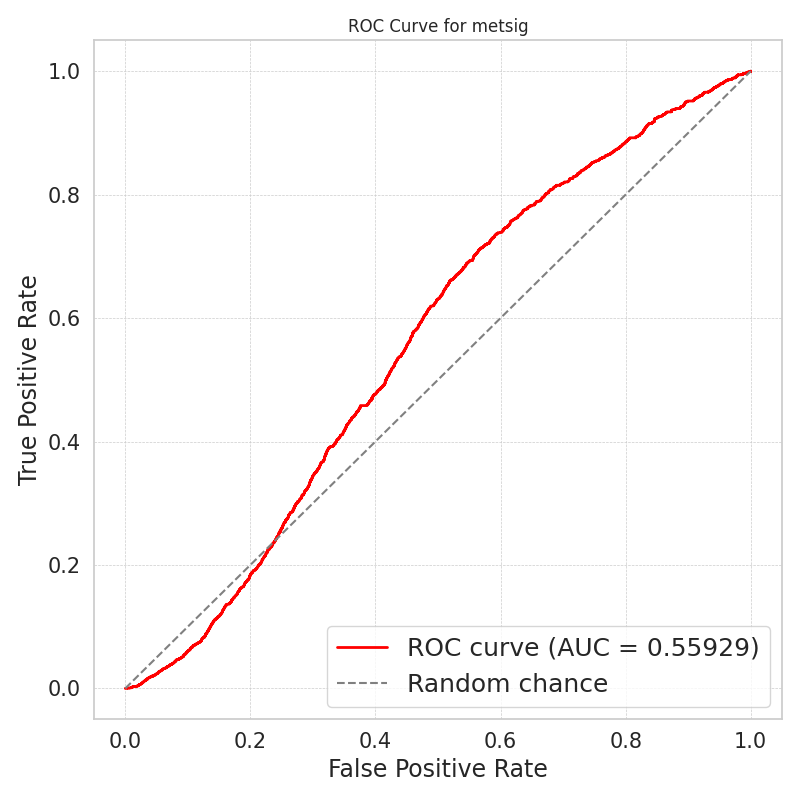 ROC Curve for metsig
1.0
0.8
0.6
0.4
0.2
0.0
True Positive Rate
ROC curve (AUC = 0.55929)
Random chance
0.0 0.2 0.4 0.6 0.8 1.0
False Positive Rate